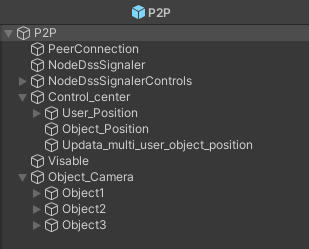 P2P
P2P
PeerConnection
NodeDssSignaler
NodeDssSignalerControls
Control_center
User_Position
Object_Position
Updata_multi_user_object_position
Visable
Object_Camera
Object1
Object2
Object3